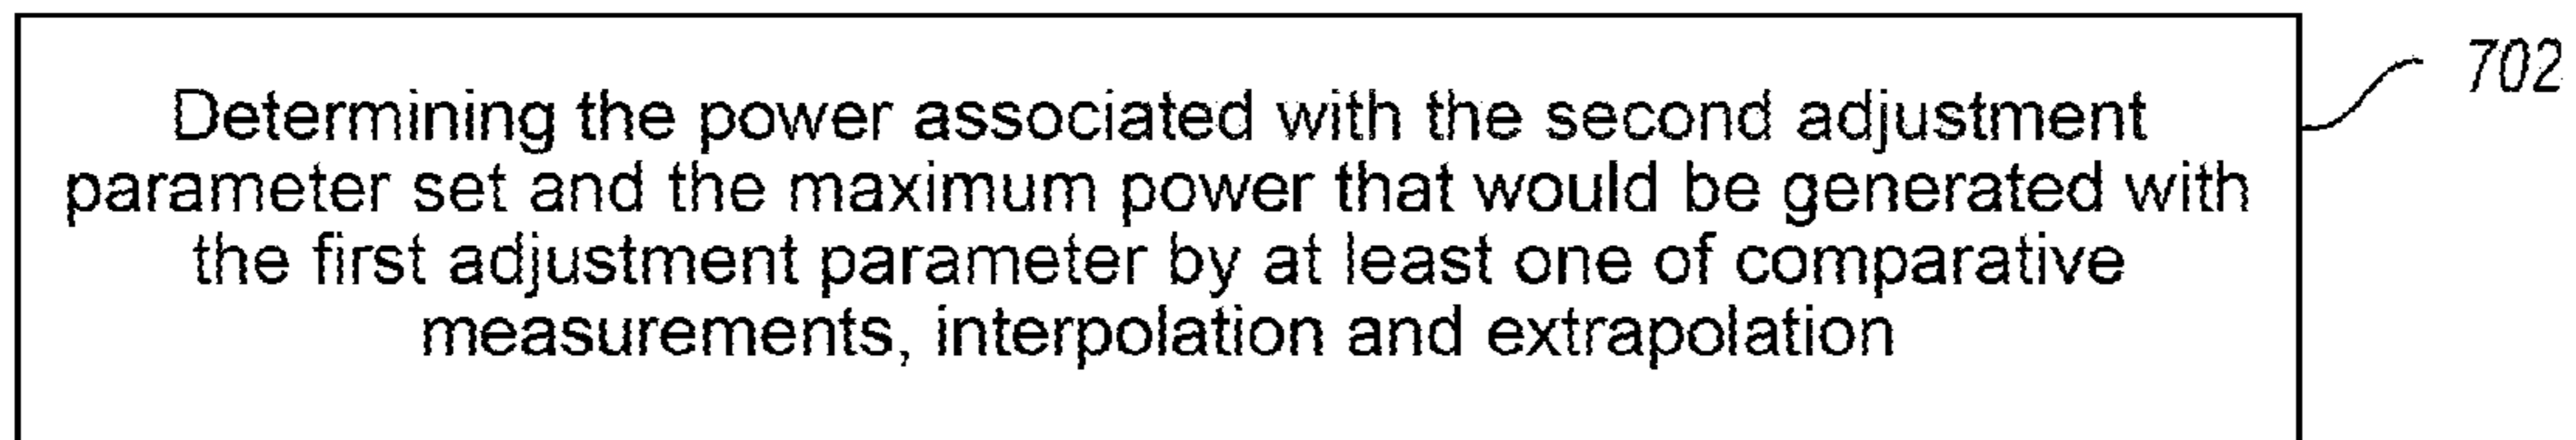 Determining the power associated with the second adjustment
parameter set and the maximum power that would be generated with
the first adjustment parameter by at least one of comparative
measurements, interpolation and extrapolation
702